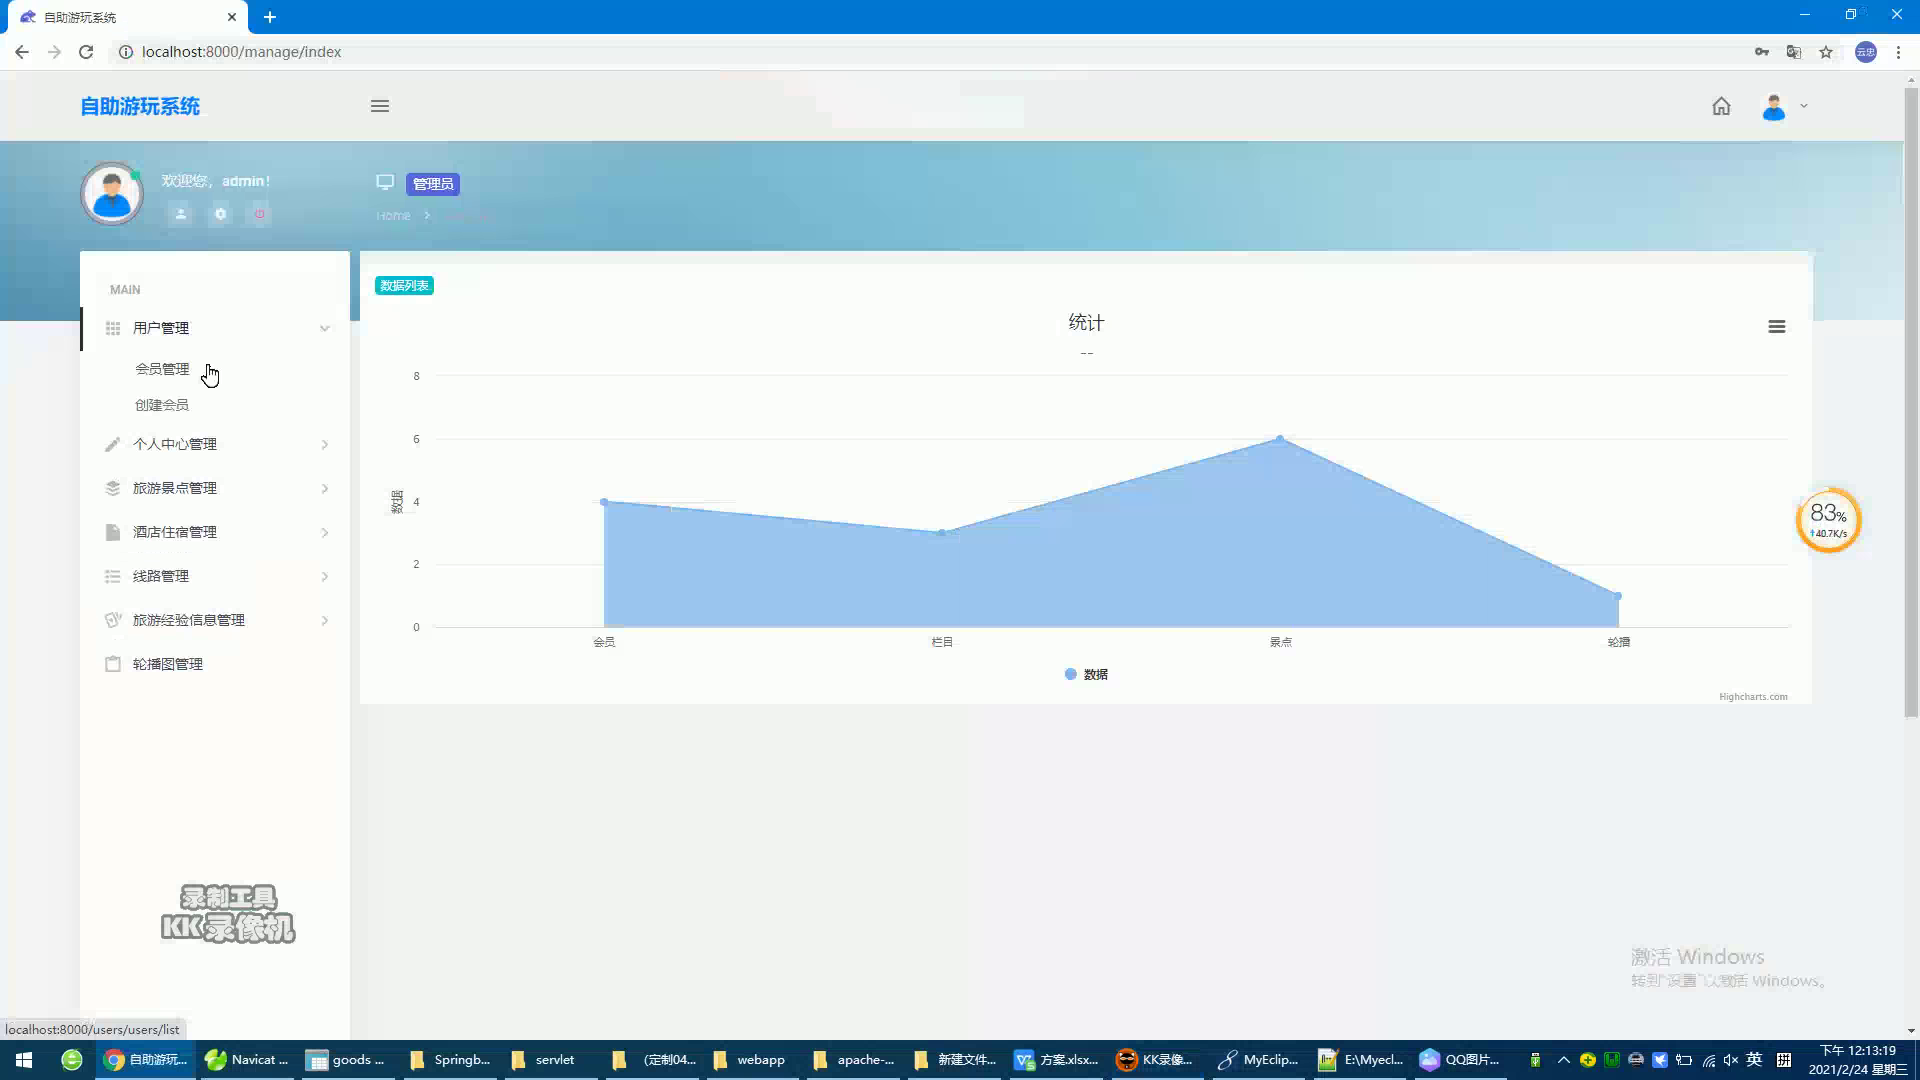 自助游玩系统
localhost:8000/manage/index
自助游玩系统
欢迎您，admin！
管理员
Home
MAIN
用户管理
会员管理
创建会员
个人中心管理
旅游景点管理
酒店住宿管理
线路管理
旅游经验信息管理
轮播图管理
数据列表
统计
--
数据
8
6
4
2
0
会员
栏目
景点
轮播
数据
Highcharts.com
云忠
83%
↑40.7K/s
录制工具
KK录像机
激活 Windows
转到"设置"以激活 Windows。
localhost:8000/users/users/list
自助游玩...
Navicat ...
goods ...
Springb...
servlet
（定制04...
webapp
apache-...
新建文件...
方案.xlsx...
KK录像...
MyEclip...
E:\Myecl...
QQ图片...
英
拼
下午 12:13:19
2021/2/24 星期三